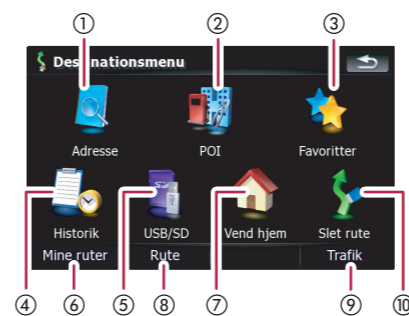 ① ② ③
Destinationsmenu
Adresse POI Favoritter
SD
Historik USB/SD Vend hjem Slet rute
Mine ruter Rute Trafik
④ ⑥ ⑤ ⑧ ⑦ ⑨ ⑩